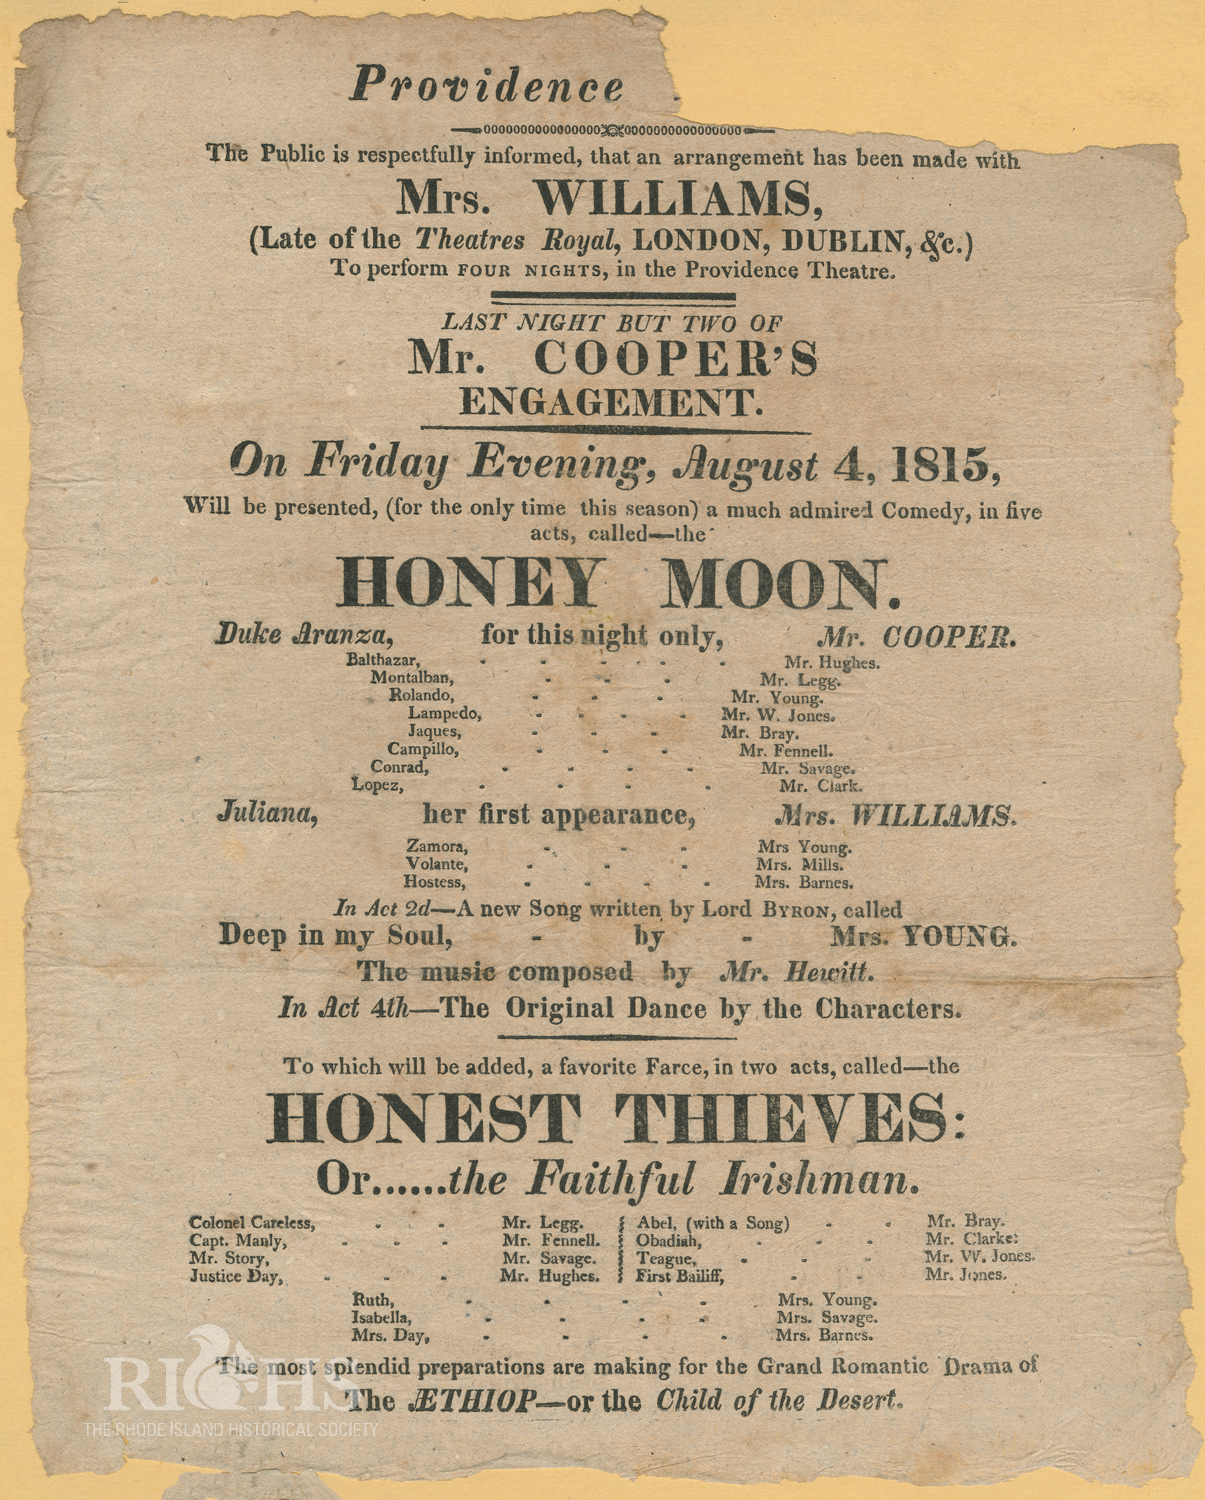 Providence
The Public is respectfully informed, that an arrangement has been made with
Mrs. WILLIAMS,
(Late of the Theatres Royal, LONDON, DUBLIN, &c.)
To perform FOUR NIGHTS, in the Providence Theatre.
LAST NIGHT BUT TWO OF
Mr. COOPER'S
ENGAGEMENT.
On Friday Evening, August 4, 1815,
Will be presented, (for the only time this season) a much admired Comedy, in five
acts, called—the
HONEY MOON.
Duke Aranza, for this night only, Mr. COOPER.
Balthazar, - - - - - Mr. Hughes.
Montalban, - - - Mr. Legg.
Rolando, - - - Mr. Young.
Lampedo, - - - - Mr. W. Jones.
Jaques, - - - Mr. Bray.
Campillo, - - - Mr. Fennell.
Conrad, - - - - Mr. Savage.
Lopez, - - - - Mr. Clark.
Juliana, her first appearance, Mrs. WILLIAMS.
Zamora, - - - Mrs Young.
Volante, - - - Mrs. Mills.
Hostess, - - - - Mrs. Barnes.
In Act 2d—A new Song written by Lord BYRON, called
Deep in my Soul, - by - Mrs. YOUNG.
The music composed by Mr. Hewitt.
In Act 4th—The Original Dance by the Characters.
To which will be added, a favorite Farce, in two acts, called—the
HONEST THIEVES:
Or......the Faithful Irishman.
Colonel Careless, - - Mr. Legg. Abel, (with a Song) - - Mr. Bray.
Capt. Manly, - - - Mr. Fennell. Obadiah, - - - Mr. Clarke.
Mr. Story, Mr. Savage. Teague, - - - Mr. W. Jones.
Justice Day, - - - Mr. Hughes. First Bailiff, - - Mr. Jones.
Ruth, - - - - Mrs. Young.
Isabella, - - - - Mrs. Savage.
Mrs. Day, - - - - Mrs. Barnes.
The most splendid preparations are making for the Grand Romantic Drama of
The ÆTHIOP—or the Child of the Desert.
RIHS
THE RHODE ISLAND HISTORICAL SOCIETY